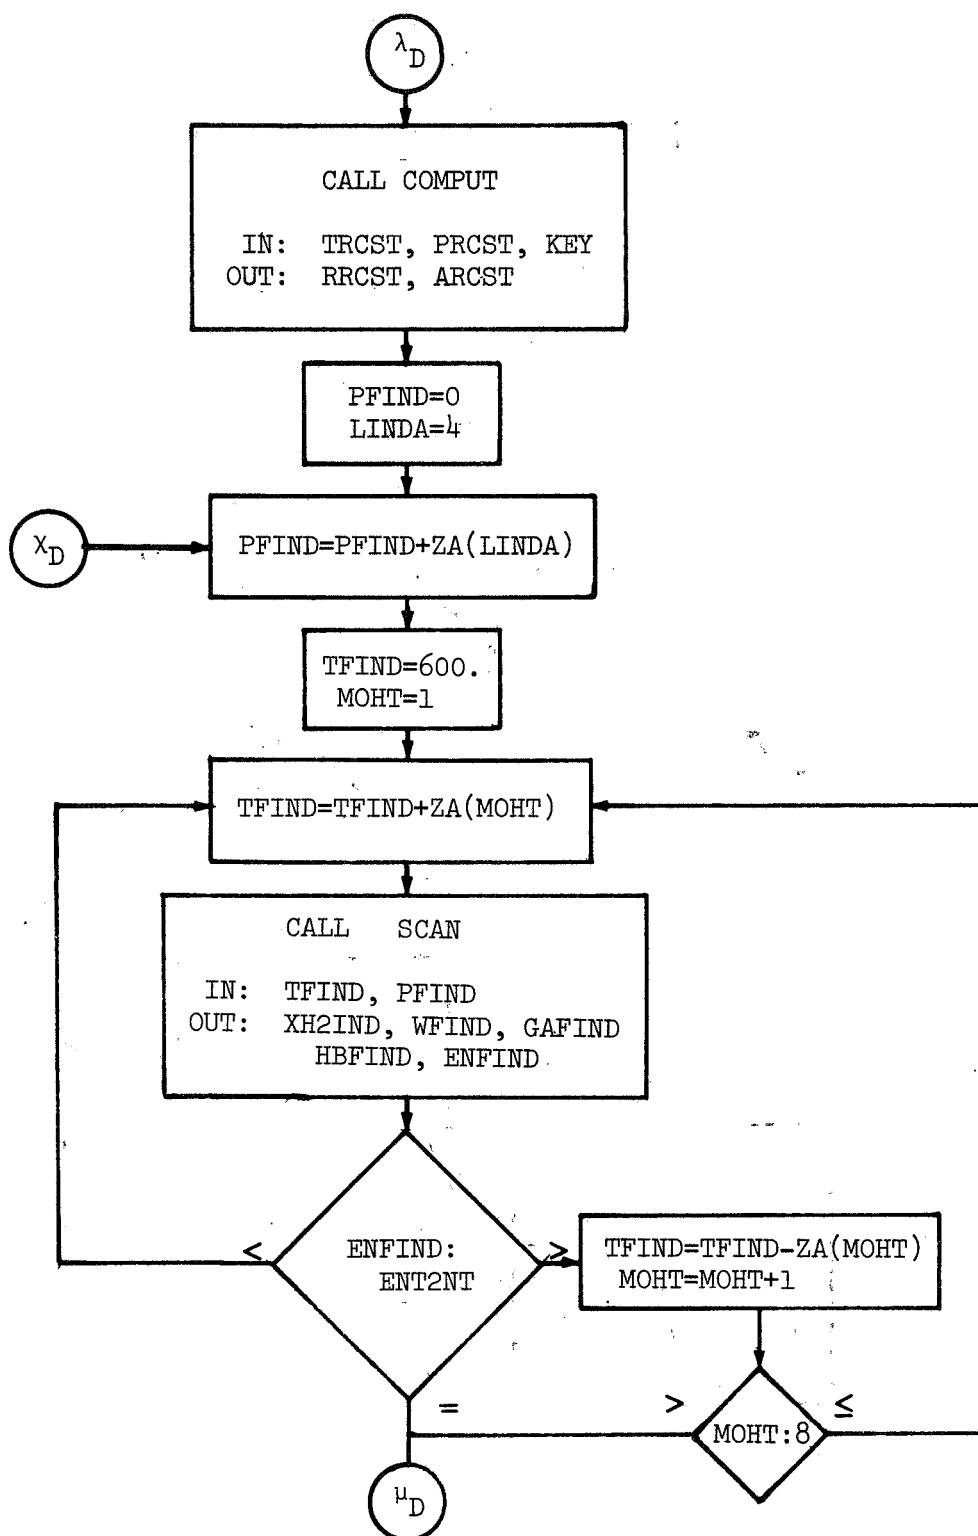 λD
CALL COMPUT
IN: TRCST, PRCST, KEY
OUT: RRCST, ARCST
PFIND=0
LINDA=4
χD
PFIND=PFIND+ZA(LINDA)
TFIND=600.
MOHT=1
TFIND=TFIND+ZA(MOHT)
CALL SCAN
IN: TFIND, PFIND
OUT: XH2IND, WFIND, GAFIND
HBFIND, ENFIND
<
ENFIND:
ENT2NT
>
TFIND=TFIND-ZA(MOHT)
MOHT=MOHT+1
=
>
≤
MOHT:8
μD